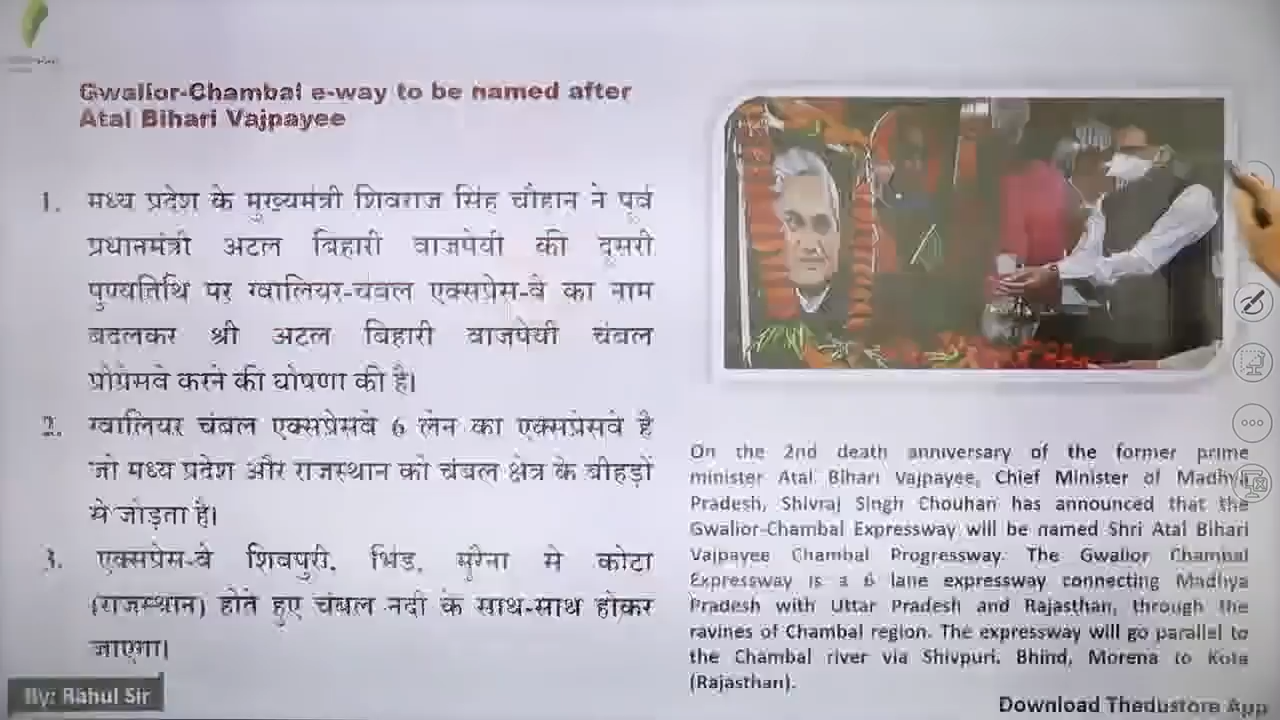 Gwalior-Chambal e-way to be named after
Atal Bihari Vajpayee
1. मध्य प्रदेश के मुख्यमंत्री शिवराज सिंह चौहान ने पूर्व
प्रधानमंत्री अटल बिहारी वाजपेयी की दूसरी
पुण्यतिथि पर ग्वालियर-चंबल एक्सप्रेस-वे का नाम
बदलकर श्री अटल बिहारी वाजपेयी चंबल
प्रोग्रेसवे करने की घोषणा की है।
2. ग्वालियर चंबल एक्सप्रेसवे 6 लेन का एक्सप्रेसवे है
जो मध्य प्रदेश और राजस्थान को चंबल क्षेत्र के बीहड़ों
से जोड़ता है।
3. एक्सप्रेस-वे शिवपुरी, भिंड, मुरैना से कोटा
(राजस्थान) होते हुए चंबल नदी के साथ-साथ होकर
जाएगा।
By: Rahul Sir
On the 2nd death anniversary of the former prime
minister Atal Bihari Vajpayee, Chief Minister of Madhya
Pradesh, Shivraj Singh Chouhan has announced that the
Gwalior-Chambal Expressway will be named Shri Atal Bihari
Vajpayee Chambal Progressway. The Gwalior Chambal
Expressway is a 6 lane expressway connecting Madhya
Pradesh with Uttar Pradesh and Rajasthan, through the
ravines of Chambal region. The expressway will go parallel to
the Chambal river via Shivpuri, Bhind, Morena to Kota
(Rajasthan).
Download Thedustore App